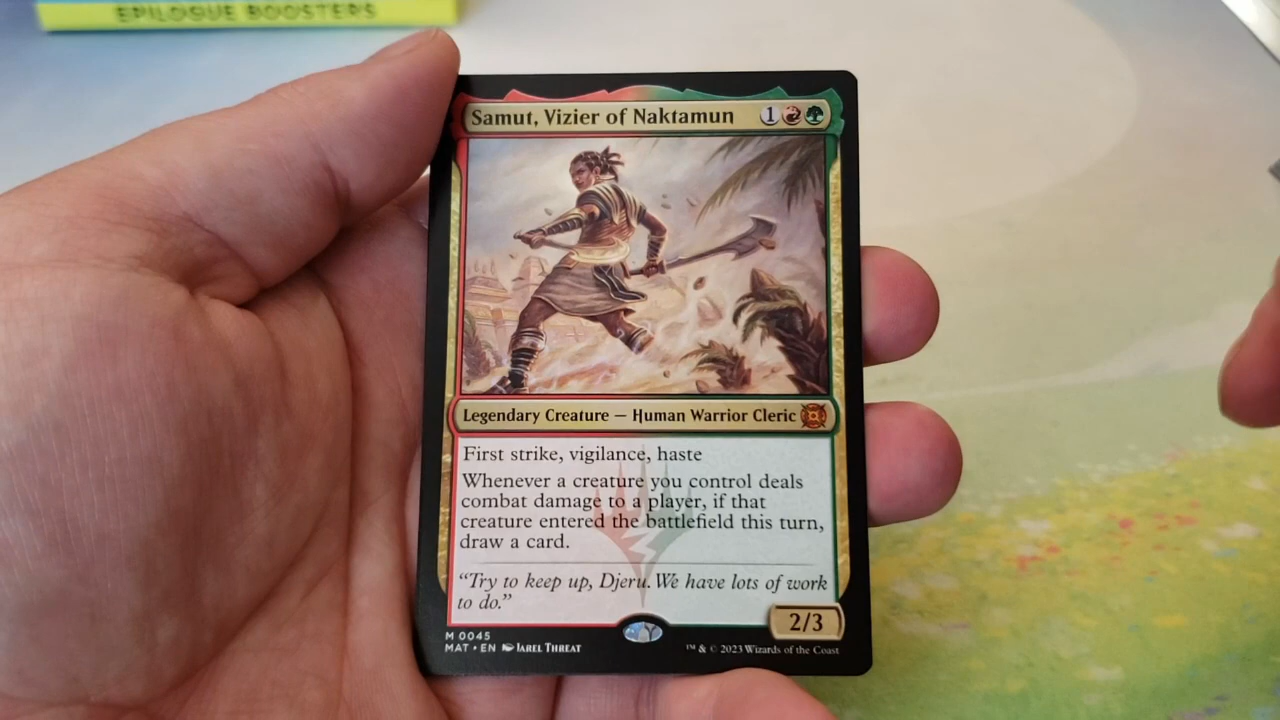 EPILOGUE BOOSTERS
Samut, Vizier of Naktamun 1
Legendary Creature — Human Warrior Cleric
First strike, vigilance, haste
Whenever a creature you control deals
combat damage to a player, if that
creature entered the battlefield this turn,
draw a card.
“Try to keep up, Djeru. We have lots of work
to do.”
2/3
M 0045
MAT • EN JAREL THREAT
™ & © 2023 Wizards of the Coast